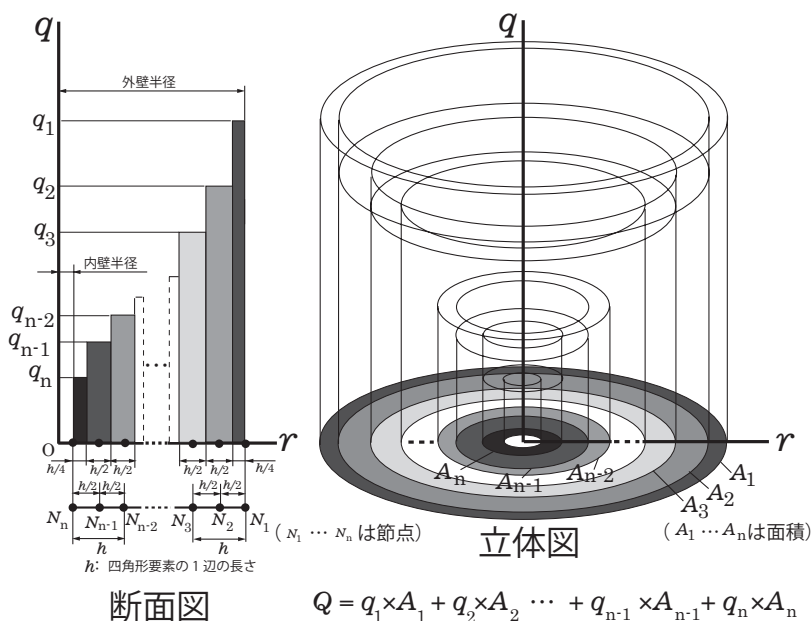 q
q
外壁半径
q1
q2
q3
内壁半径
qn-2
qn-1
qn
O
r
r
h/4 h/2 h/2 h/2 h/2 h/4
h/2 h/2 h/2 h/2
Nn Nn-1 Nn-2 N3 N2 N1
( N1 … Nn は節点)
h h
h: 四角形要素の1辺の長さ
断面図
An
An-1
An-2
A3
A2
A1
立体図
( A1 … Anは面積)
Q = q1×A1 + q2×A2 … + qn-1 ×An-1 + qn×An